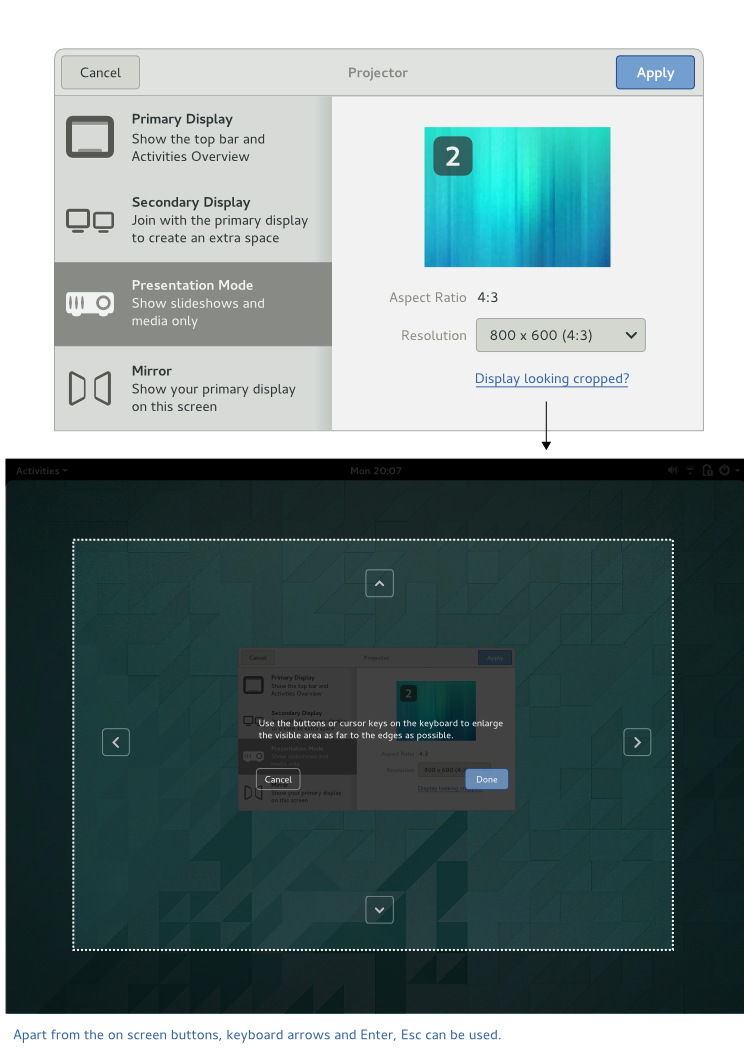 Cancel
Projector
Apply
Primary Display
Show the top bar and
Activities Overview
Secondary Display
Join with the primary display
to create an extra space
Presentation Mode
Show slideshows and
media only
Mirror
Show your primary display
on this screen
2
Aspect Ratio 4:3
Resolution 800 x 600 (4:3)
Display looking cropped?
Activities
Mon 20:07
Cancel
Projector
Apply
Primary Display
Show the top bar and
Activities Overview
Secondary Display
2
Use the buttons or cursor keys on the keyboard to enlarge
the visible area as far to the edges as possible.
Presentation Mode
Show slideshows and
media only
Aspect Ratio 4:3
Resolution 800 x 600 (4:
Cancel
Done
Mirror
Show your primary display
on this screen
Display looking
Apart from the on screen buttons, keyboard arrows and Enter, Esc can be used.